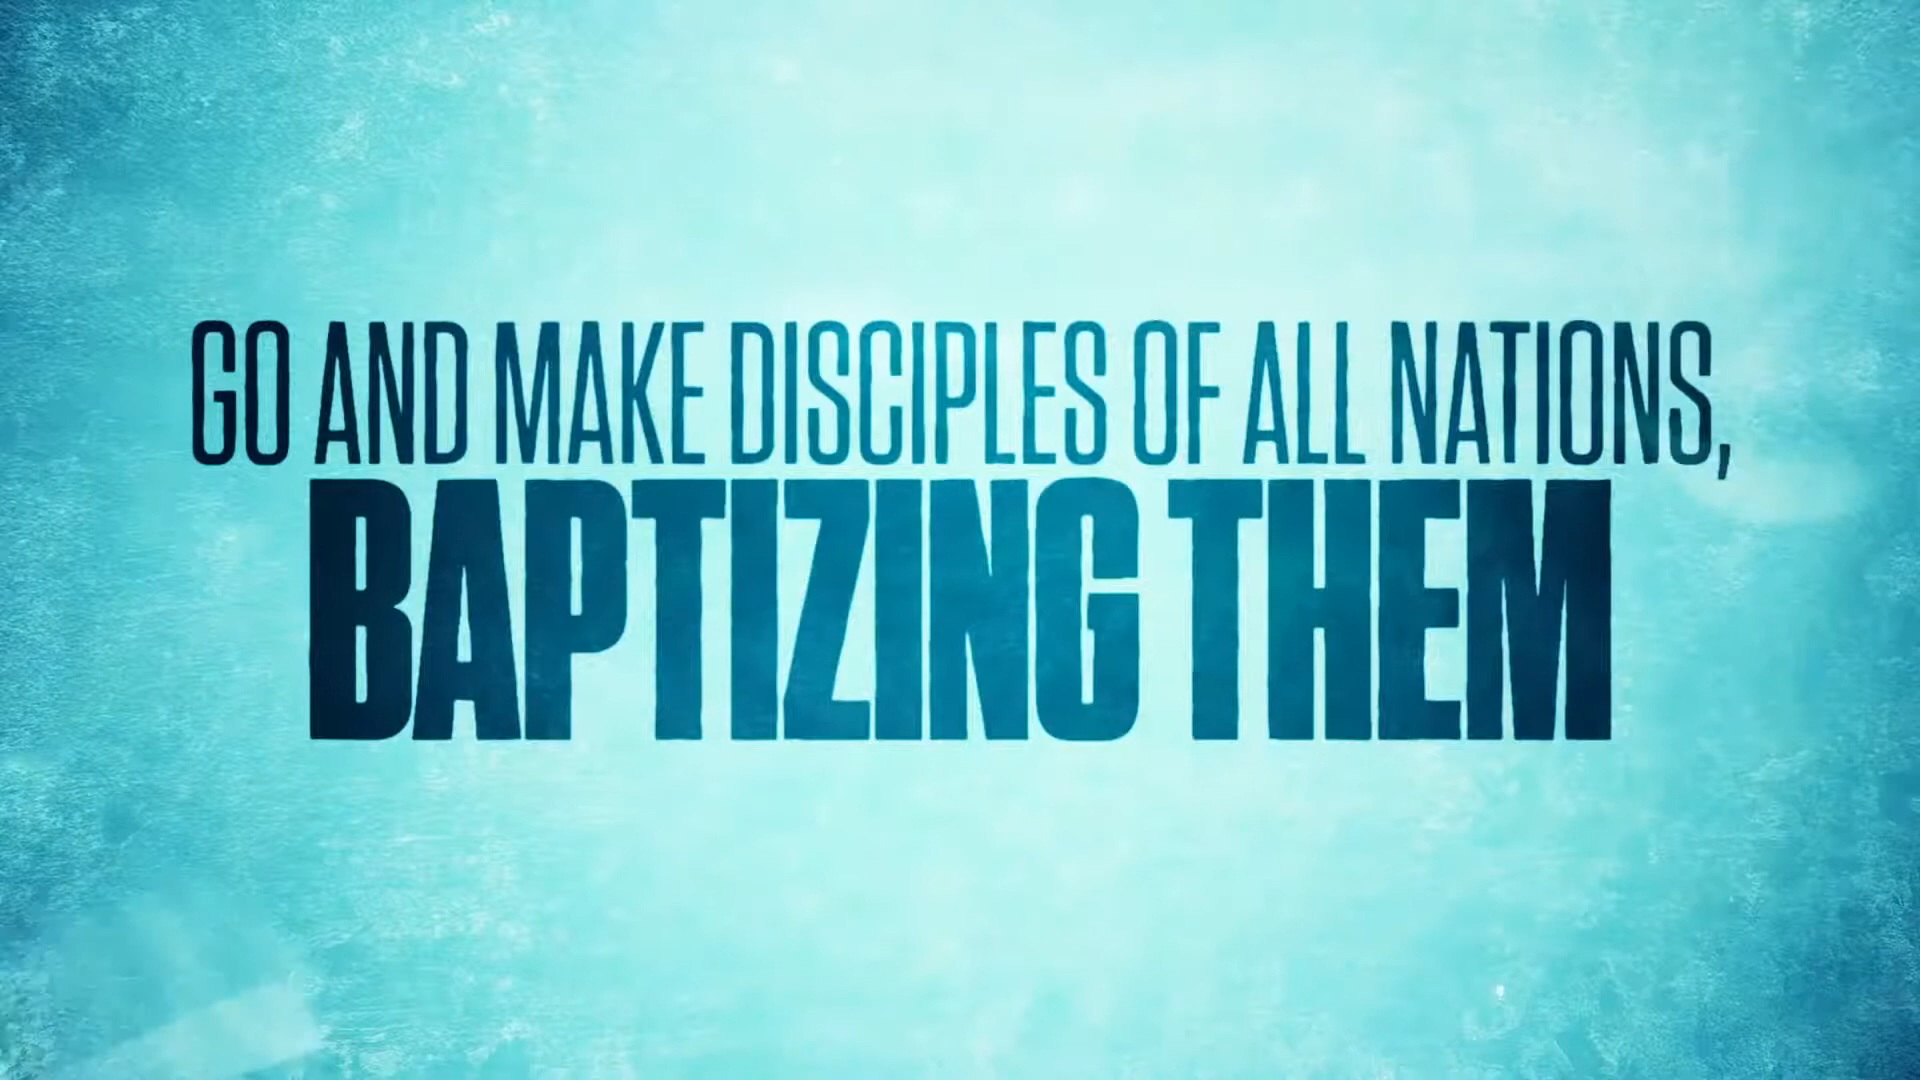 GO AND MAKE DISCIPLES OF ALL NATIONS,
BAPTIZING THEM